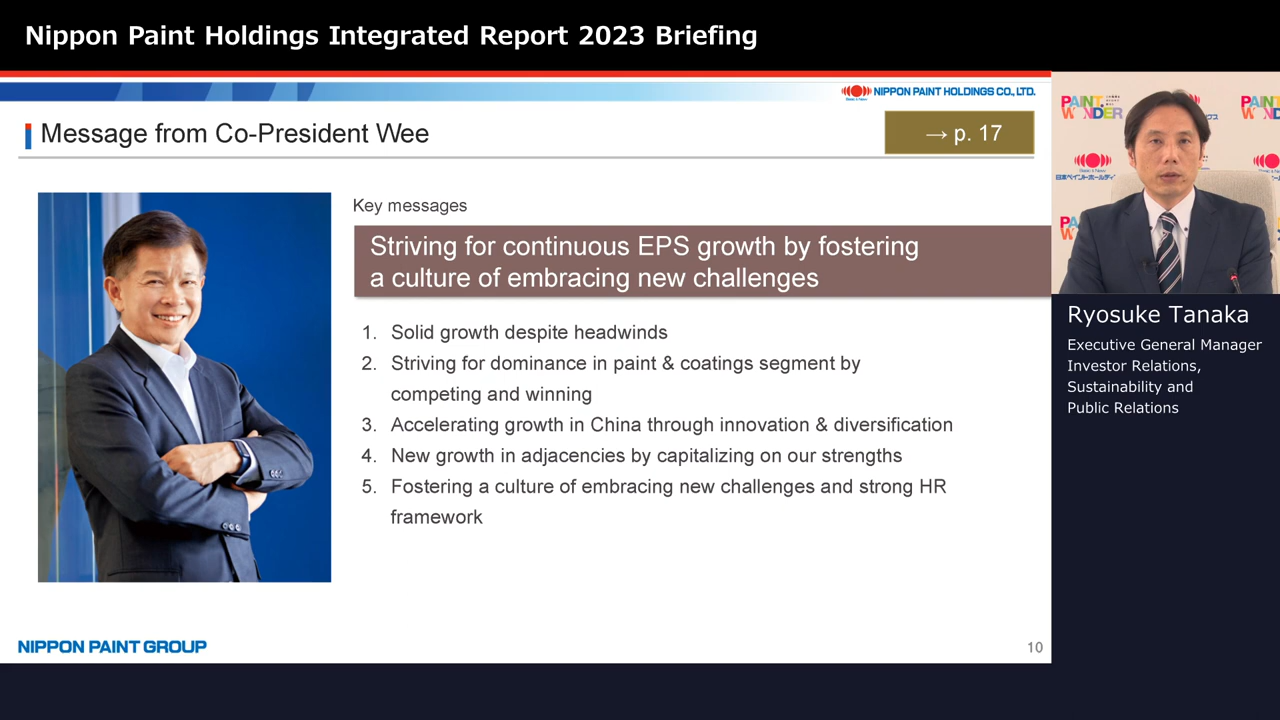 Nippon Paint Holdings Integrated Report 2023 Briefing
NIPPON PAINT HOLDINGS CO., LTD.
Message from Co-President Wee
→ p. 17
Key messages
Striving for continuous EPS growth by fostering
a culture of embracing new challenges
1. Solid growth despite headwinds
2. Striving for dominance in paint & coatings segment by
competing and winning
3. Accelerating growth in China through innovation & diversification
4. New growth in adjacencies by capitalizing on our strengths
5. Fostering a culture of embracing new challenges and strong HR
framework
NIPPON PAINT GROUP
10
PAINT
WONDER
Ryosuke Tanaka
Executive General Manager
Investor Relations,
Sustainability and
Public Relations